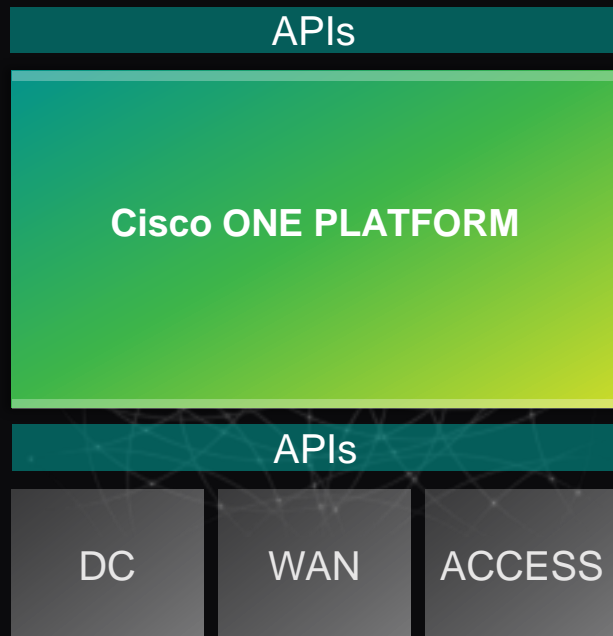 APIs
Cisco ONE PLATFORM
APIs
DC
WAN
ACCESS